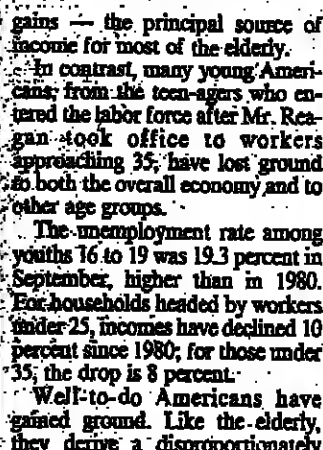 gains — the principal source of
income for most of the elderly.
In contrast, many young Ameri-
cans, from the teen-agers who en-
tered the labor force after Mr. Rea-
gan took office to workers
approaching 35, have lost ground
to both the overall economy and to
other age groups.
The unemployment rate among
youths 16 to 19 was 19.3 percent in
September, higher than in 1980.
For households headed by workers
under 25, incomes have declined 10
percent since 1980; for those under
35, the drop is 8 percent.
Well-to-do Americans have
gained ground. Like the elderly,
they derive a disproportionately